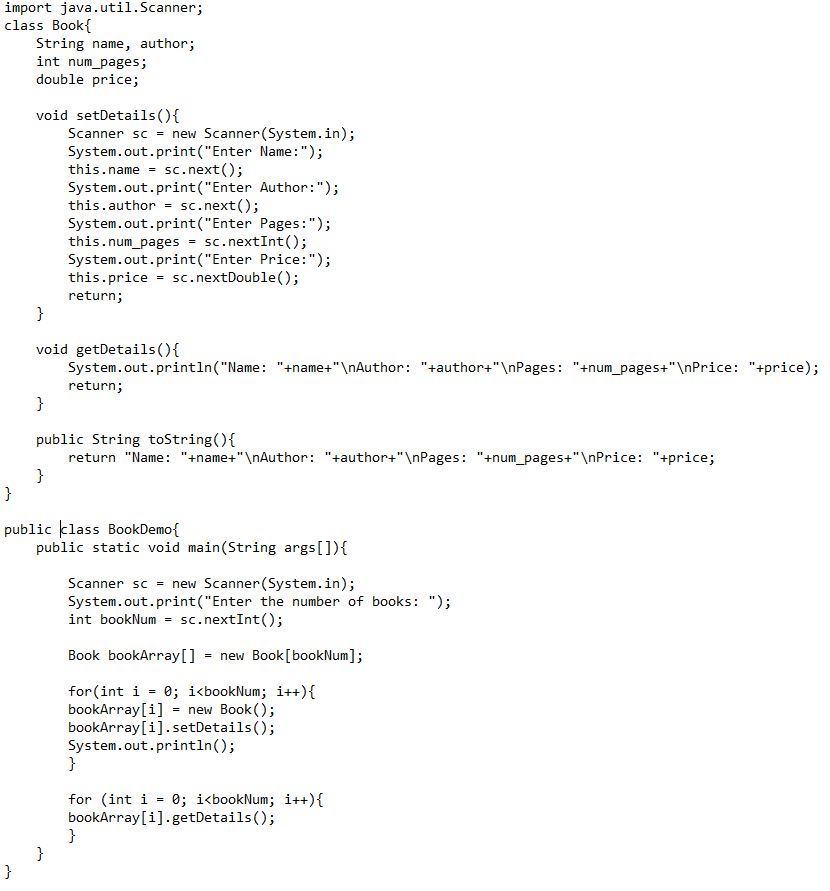 import java.util.Scanner;
class Book{
    String name, author;
    int num_pages;
    double price;

    void setDetails(){
        Scanner sc = new Scanner(System.in);
        System.out.print("Enter Name:");
        this.name = sc.next();
        System.out.print("Enter Author:");
        this.author = sc.next();
        System.out.print("Enter Pages:");
        this.num_pages = sc.nextInt();
        System.out.print("Enter Price:");
        this.price = sc.nextDouble();
        return;
    }

    void getDetails(){
        System.out.println("Name: "+name+"\nAuthor: "+author+"\nPages: "+num_pages+"\nPrice: "+price);
        return;
    }

    public String toString(){
        return "Name: "+name+"\nAuthor: "+author+"\nPages: "+num_pages+"\nPrice: "+price;
    }
}

public class BookDemo{
    public static void main(String args[]){

        Scanner sc = new Scanner(System.in);
        System.out.print("Enter the number of books: ");
        int bookNum = sc.nextInt();

        Book bookArray[] = new Book[bookNum];

        for(int i = 0; i<bookNum; i++){
        bookArray[i] = new Book();
        bookArray[i].setDetails();
        System.out.println();
        }

        for (int i = 0; i<bookNum; i++){
        bookArray[i].getDetails();
        }
    }
}